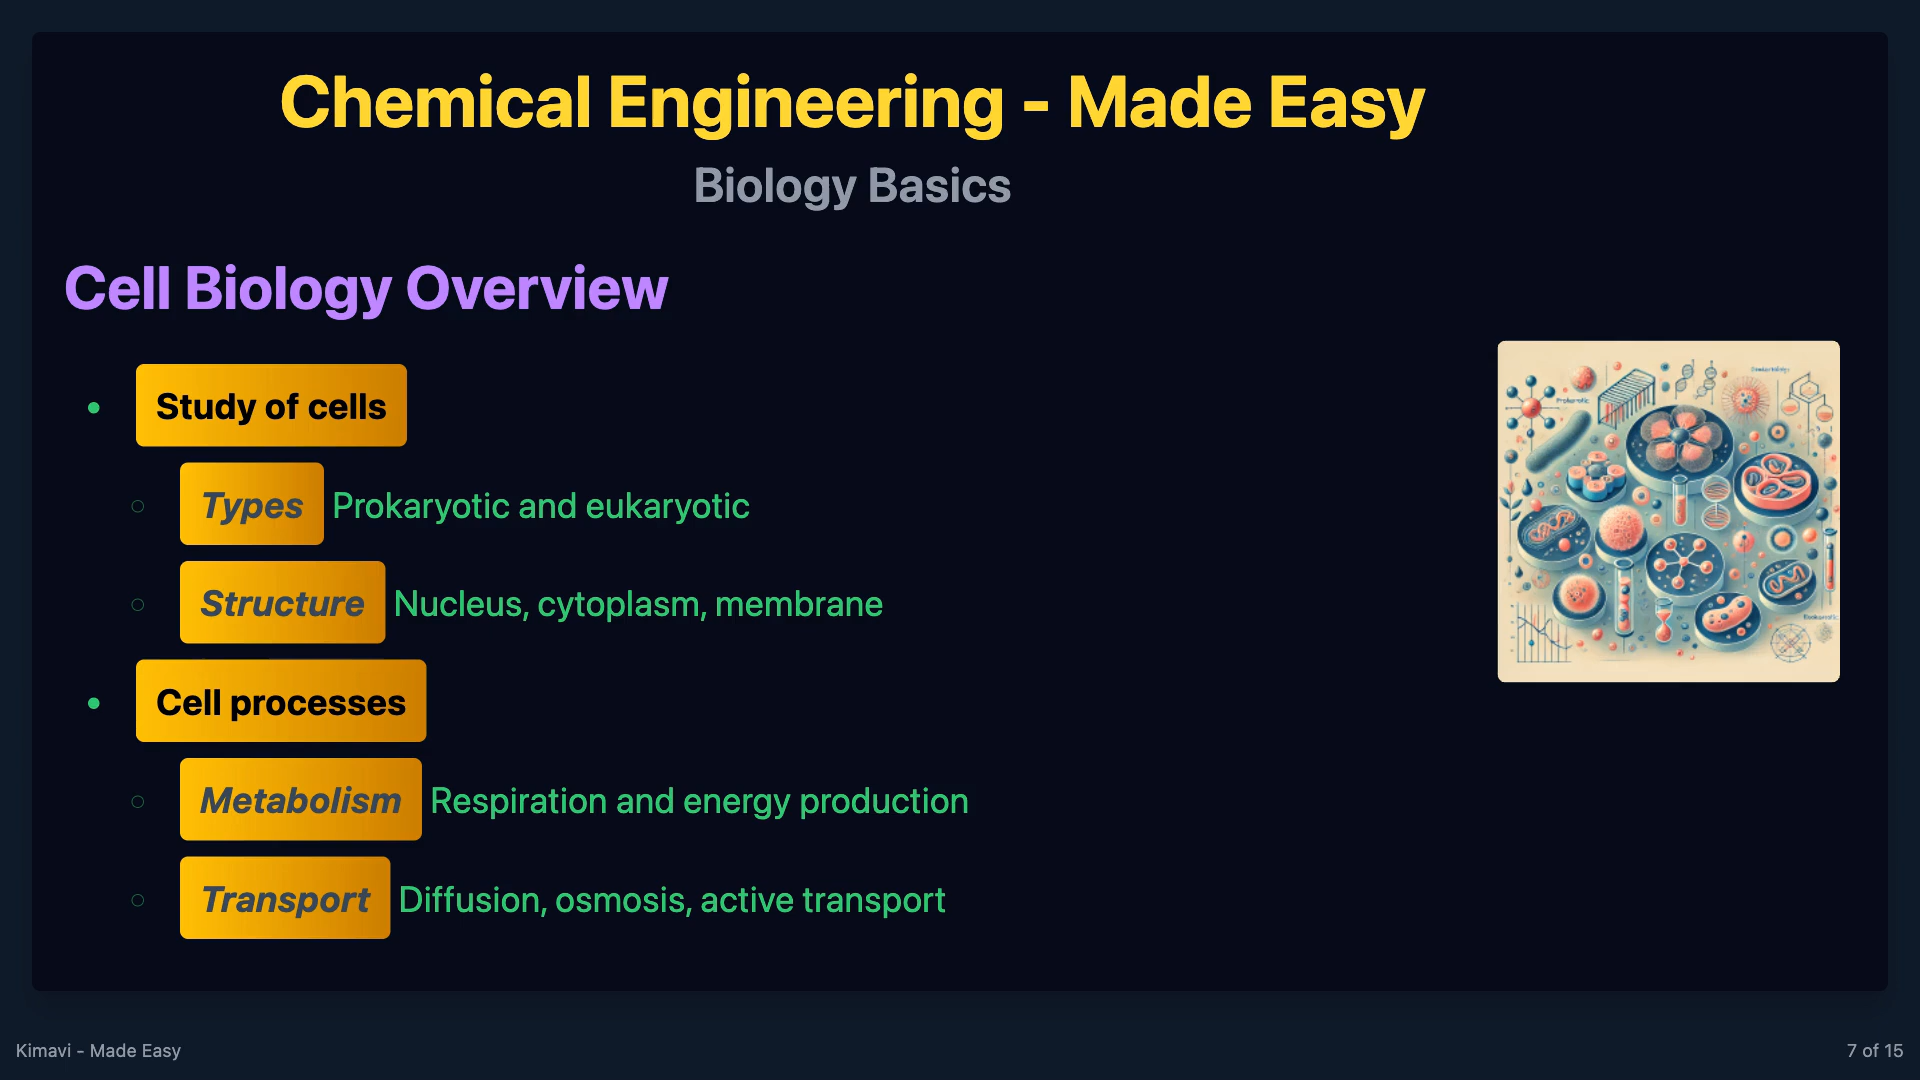 Chemical Engineering - Made Easy
Biology Basics
Cell Biology Overview
Study of cells
Types Prokaryotic and eukaryotic
Structure Nucleus, cytoplasm, membrane
Cell processes
Metabolism Respiration and energy production
Transport Diffusion, osmosis, active transport
Kimavi - Made Easy
7 of 15